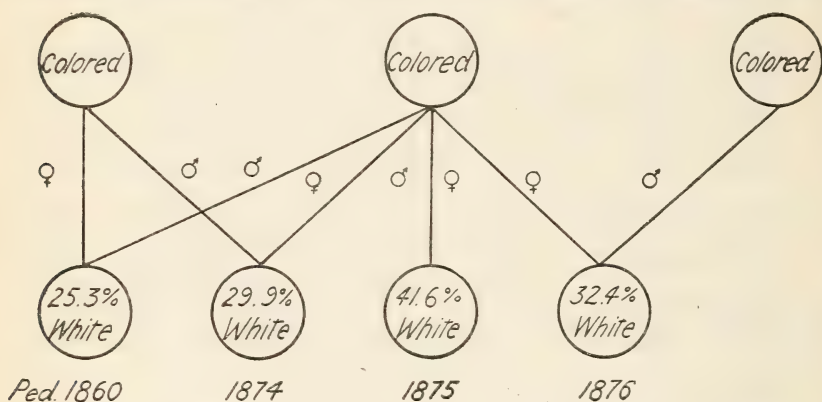 Colored Colored Colored
♀ ♂ ♂ ♀ ♂ ♀ ♀ ♂
25.3% 29.9% 41.6% 32.4%
White White White White
Ped. 1860 1874 1875 1876